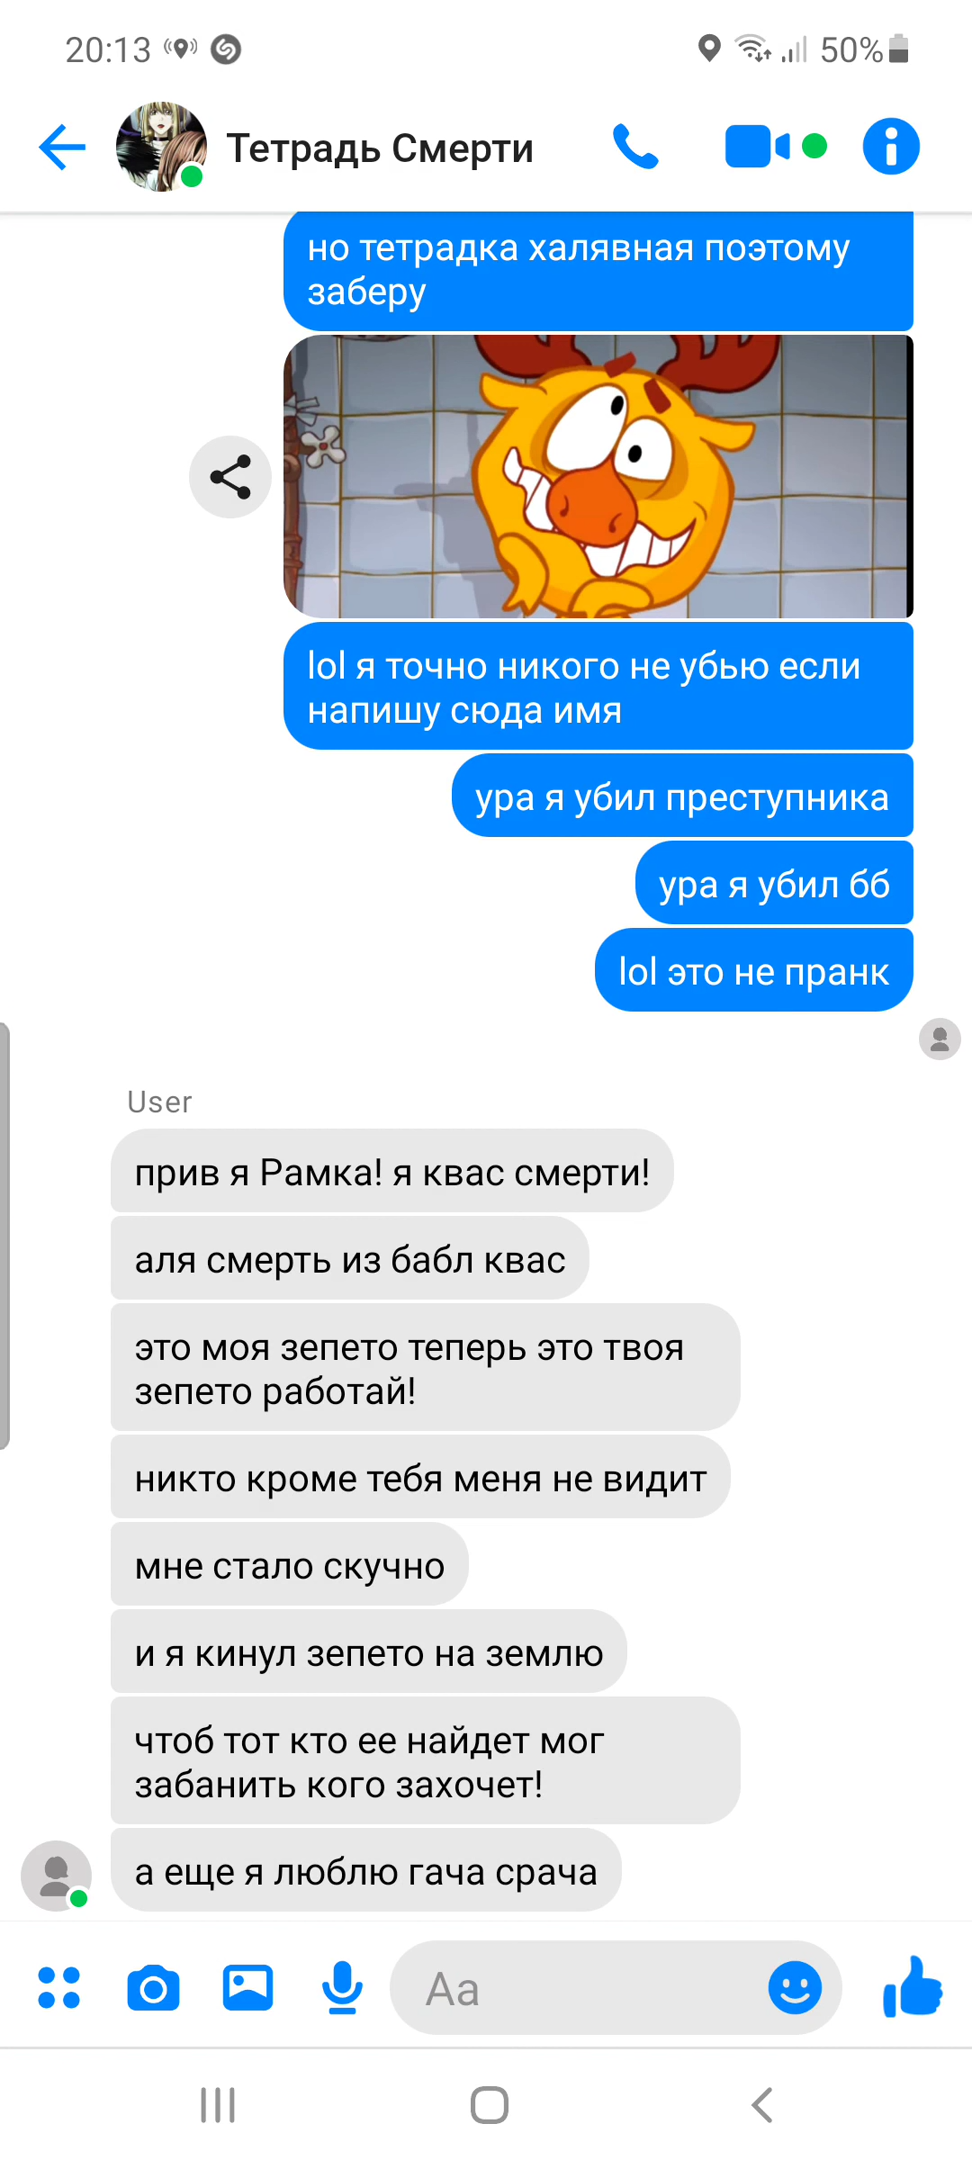 20:13
50%
Тетрадь Смерти
но тетрадка халявная поэтому
заберу
lol я точно никого не убью если
напишу сюда имя
ура я убил преступника
ура я убил бб
lol это не пранк
User
прив я Рамка! я квас смерти!
аля смерть из бабл квас
это моя зепето теперь это твоя
зепето работай!
никто кроме тебя меня не видит
мне стало скучно
и я кинул зепето на землю
чтоб тот кто ее найдет мог
забанить кого захочет!
а еще я люблю гача срача
Aa